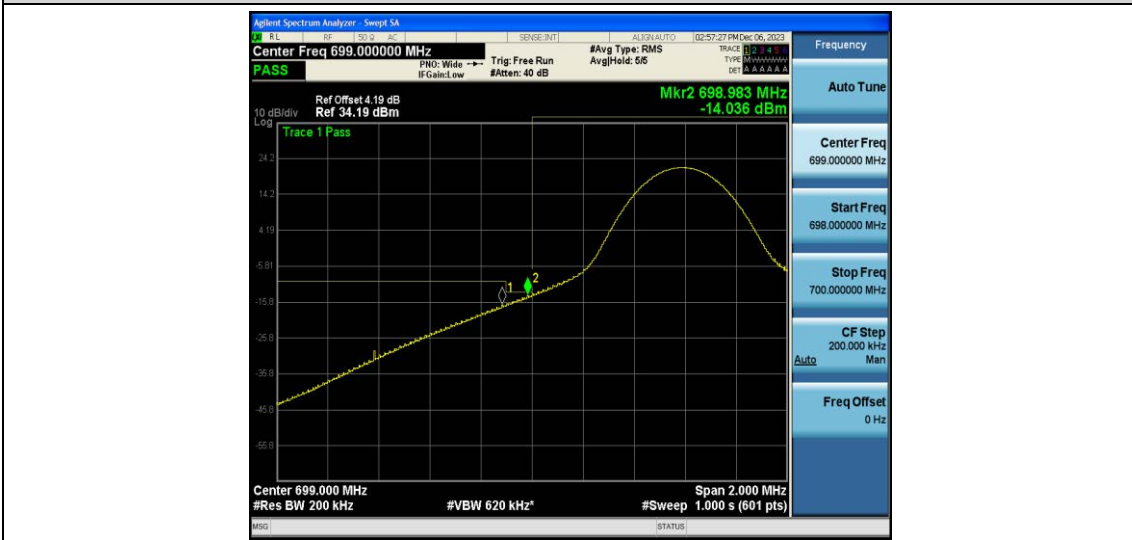 Agilent Spectrum Analyzer - Swept SA
RL RF 50 Ω AC SENSE:INT ALIGN AUTO 02:57:27 PM Dec 06, 2023
Center Freq 699.000000 MHz #Avg Type: RMS TRACE 1 2 3 4 5 6
PASS PNO: Wide Trig: Free Run Avg|Hold: 5/5 TYPE M
IFGain:Low #Atten: 40 dB DET A A A A A A
Frequency
Auto Tune
Mkr2 698.983 MHz
Ref Offset 4.19 dB
10 dB/div Ref 34.19 dBm -14.036 dBm
Log
Trace 1 Pass
24.2
14.2
4.19
-5.81
-15.8
-25.8
-35.8
-45.8
-55.8
1
2
Center Freq
699.000000 MHz
Start Freq
698.000000 MHz
Stop Freq
700.000000 MHz
CF Step
200.000 kHz
Auto Man
Freq Offset
0 Hz
Center 699.000 MHz Span 2.000 MHz
#Res BW 200 kHz #VBW 620 kHz* #Sweep 1.000 s (601 pts)
MSG STATUS